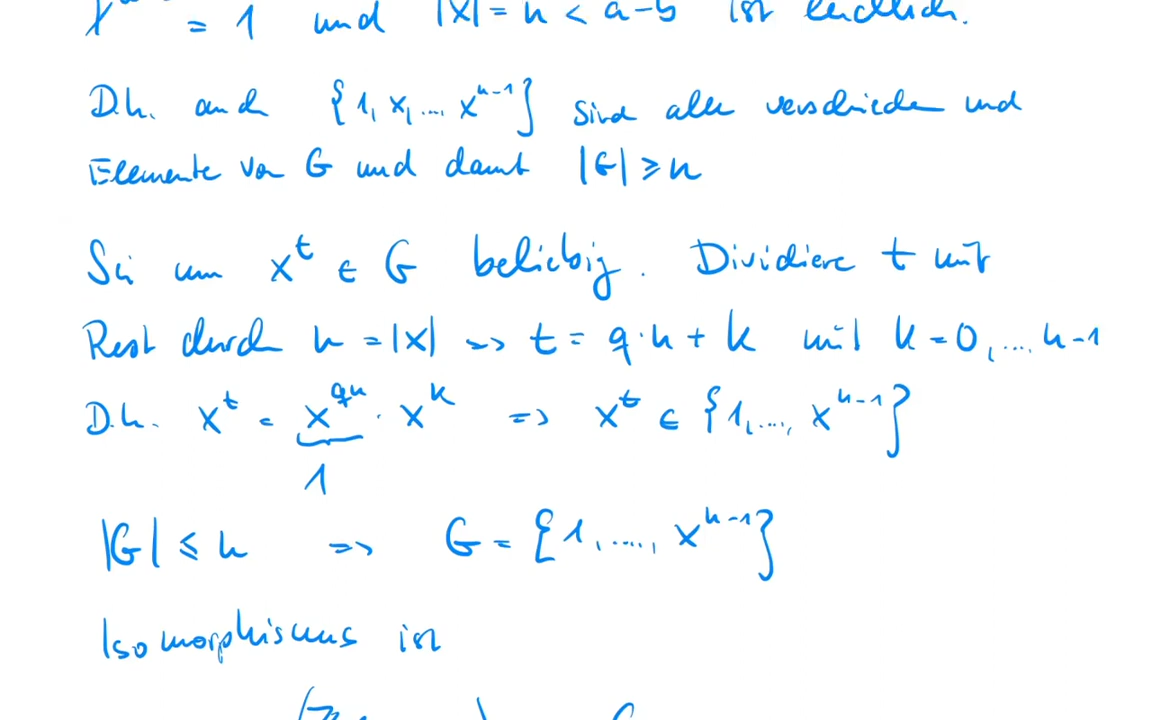 = 1 und |x| = n < a-b ist endlich.
D.h. auch {1, x, ... x^{n-1}} sind alle verschieden und
Elemente von G und damit |G| ≥ n
Sei nun x^t ∈ G beliebig. Dividiere t mit
Rest durch n = |x| ⇝ t = q·n + k mit k = 0, ... n-1
D.h. x^t = x^{qn} · x^k => x^t ∈ {1, ..., x^{n-1}}
1
|G| ≤ n => G = {1, ...., x^{n-1}}
Isomorphismus ist